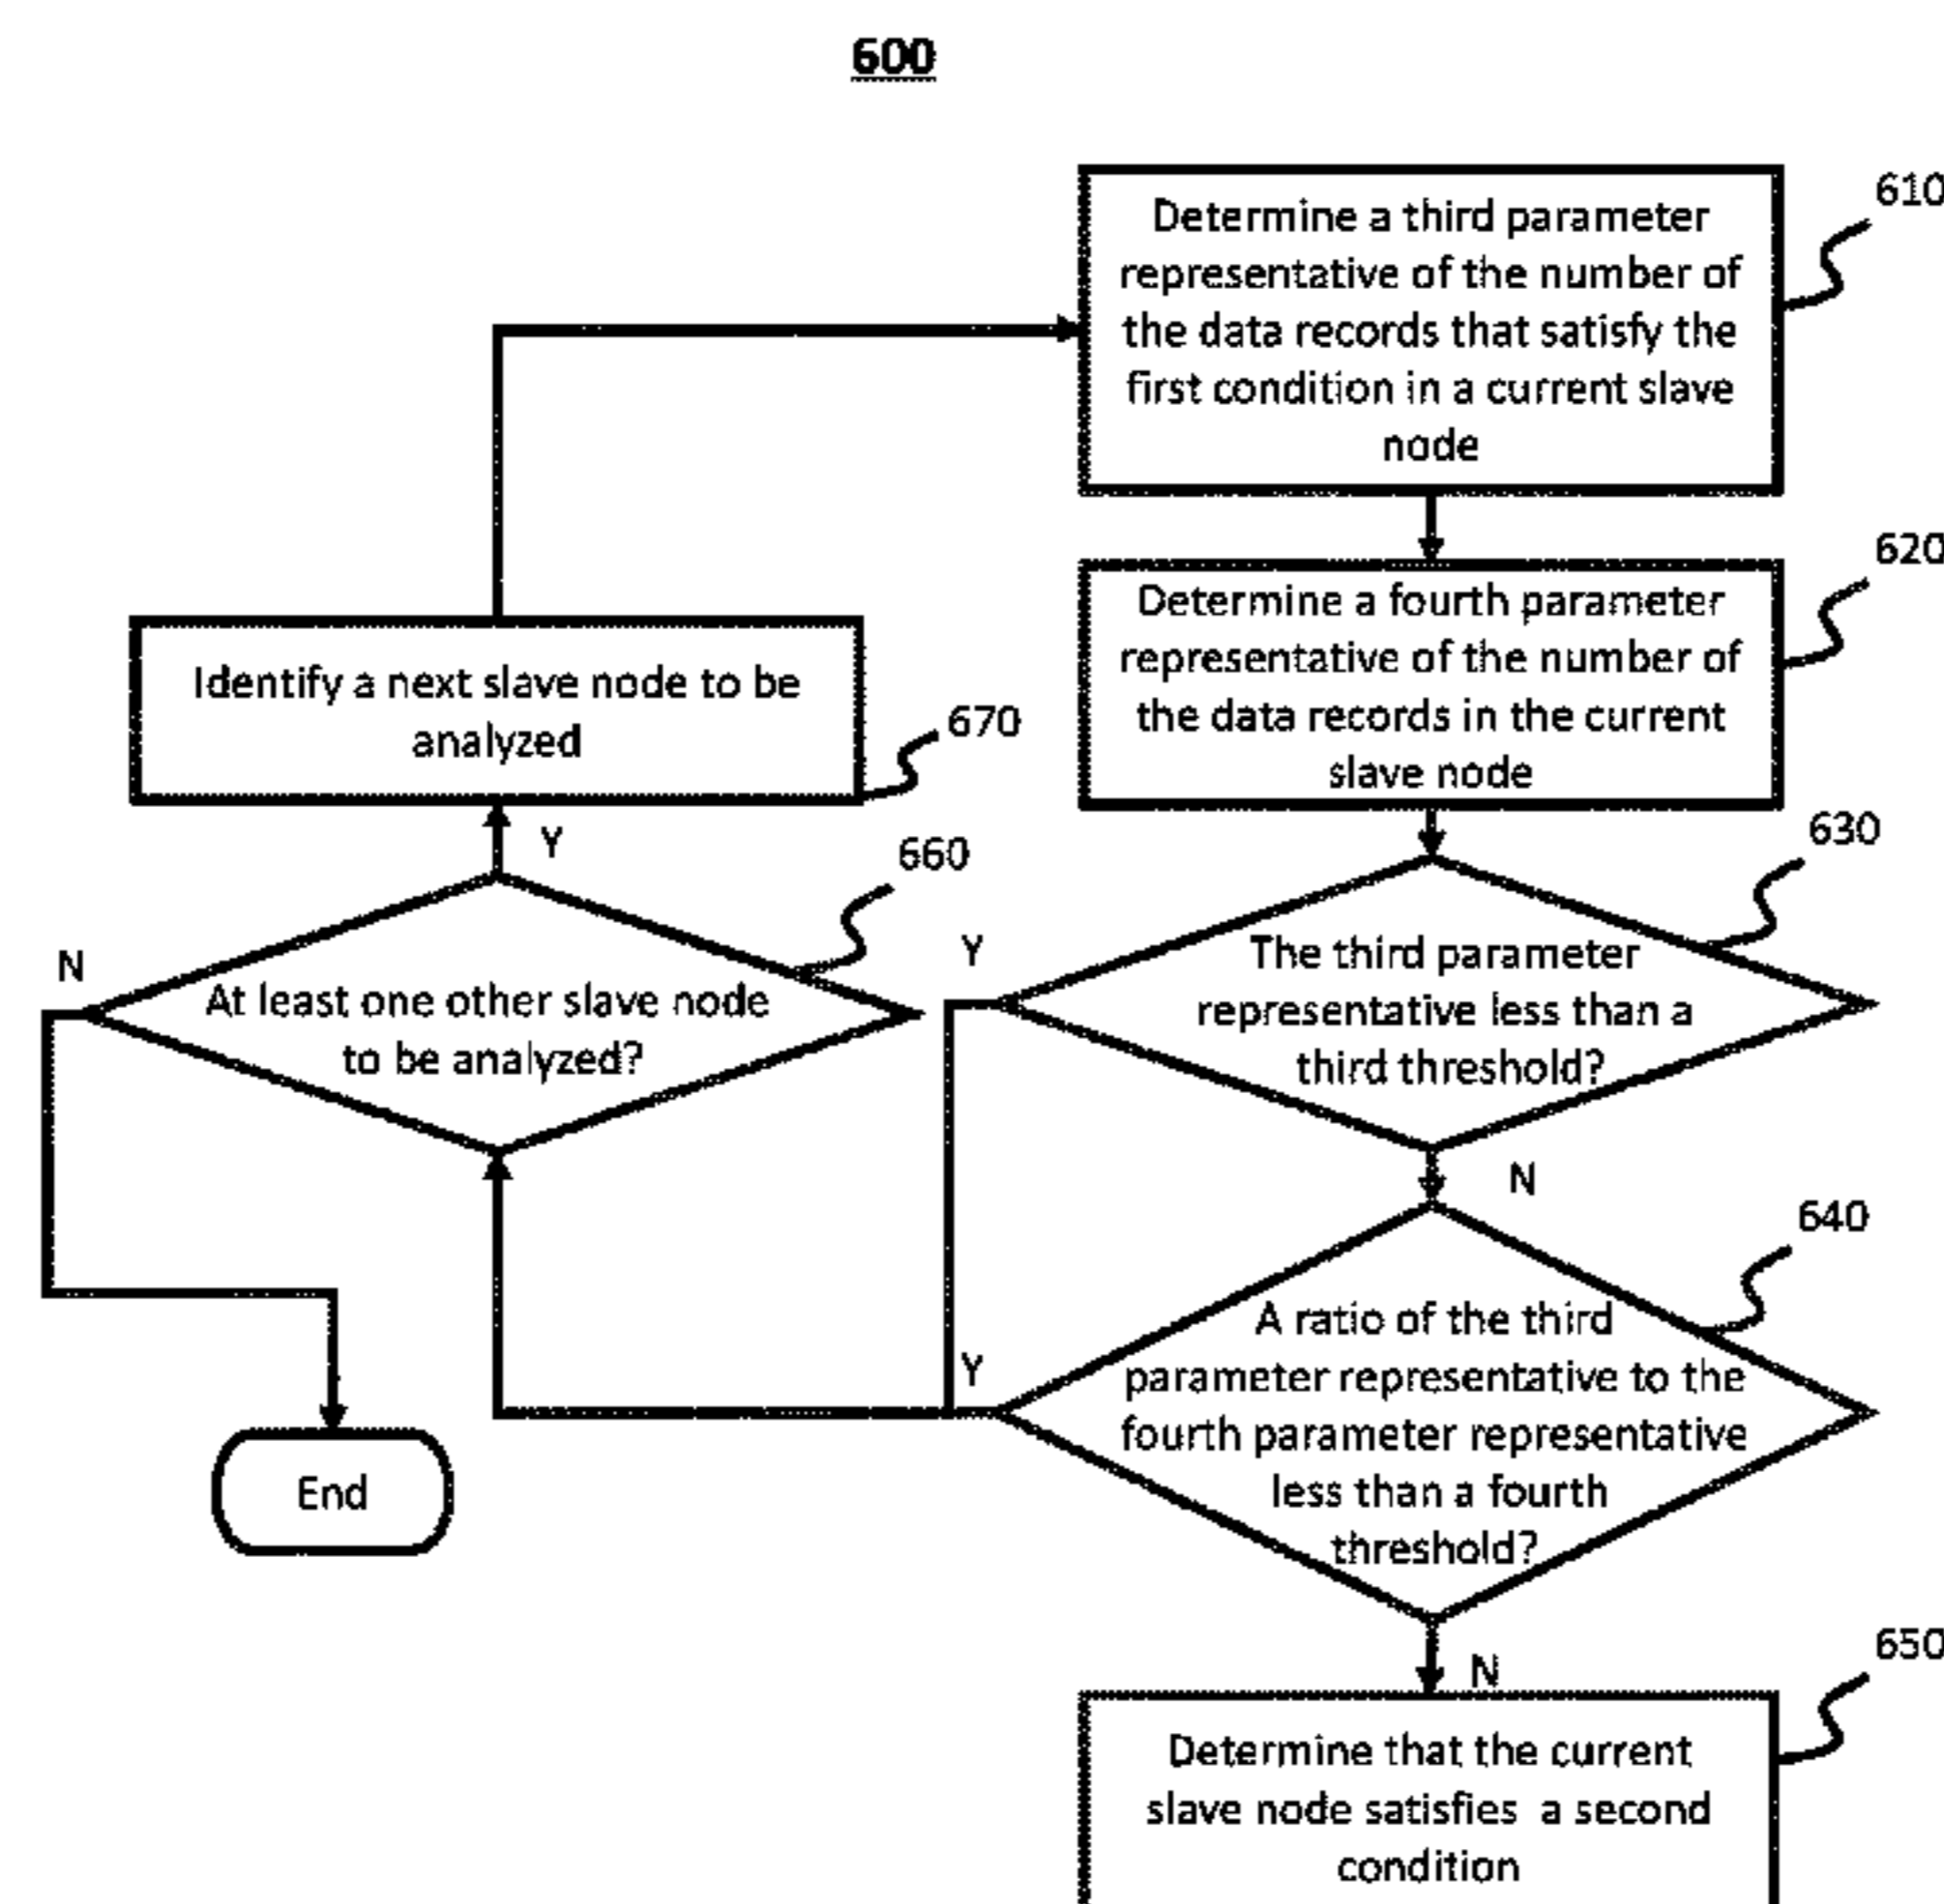 600
Determine a third parameter
representative of the number of
the data records that satisfy the
first condition in a current slave
node
610
Determine a fourth parameter
representative of the number of
the data records in the current
slave node
620
Identify a next slave node to be
analyzed
670
Y
660
At least one other slave node
to be analyzed?
N
630
Y
The third parameter
representative less than a
third threshold?
N
640
Y
A ratio of the third
parameter representative to the
fourth parameter representative
less than a fourth
threshold?
N
End
650
Determine that the current
slave node satisfies a second
condition